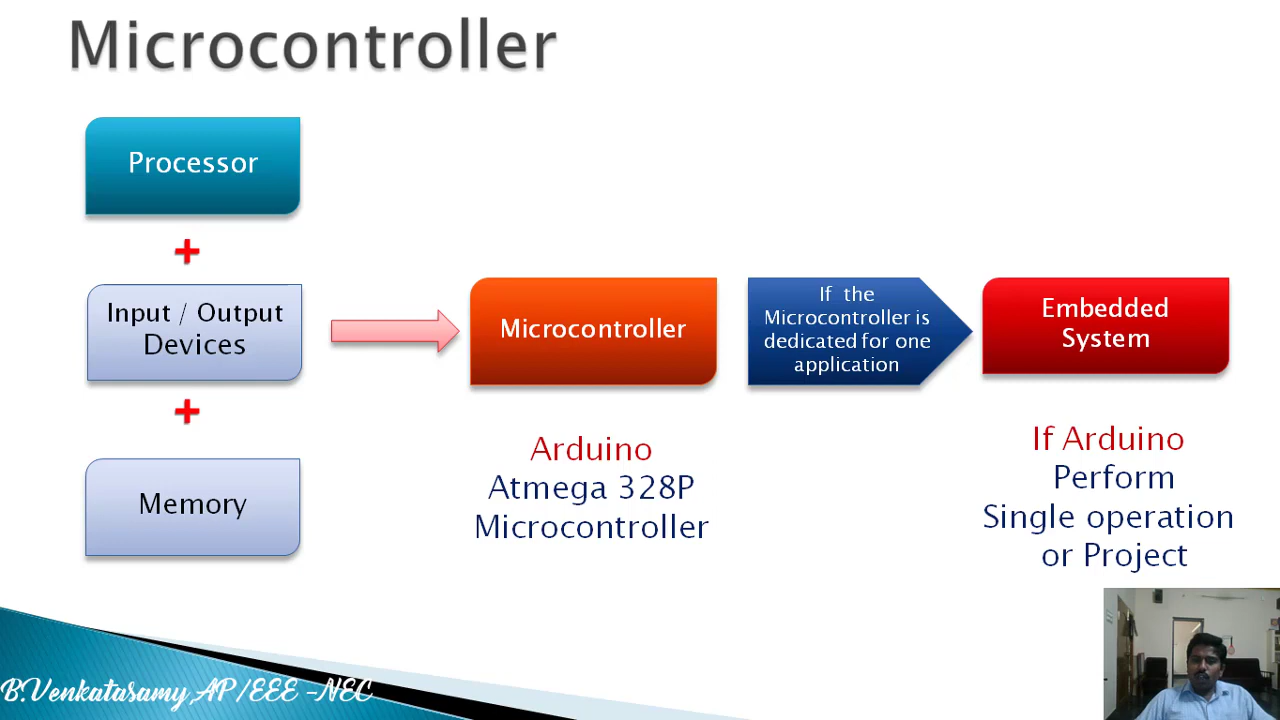 Microcontroller
Processor
+
Input / Output
Devices
+
Memory
Microcontroller
Arduino
Atmega 328P
Microcontroller
If the
Microcontroller is
dedicated for one
application
Embedded
System
If Arduino
Perform
Single operation
or Project
B.Venkatasamy,AP/EEE -NEC